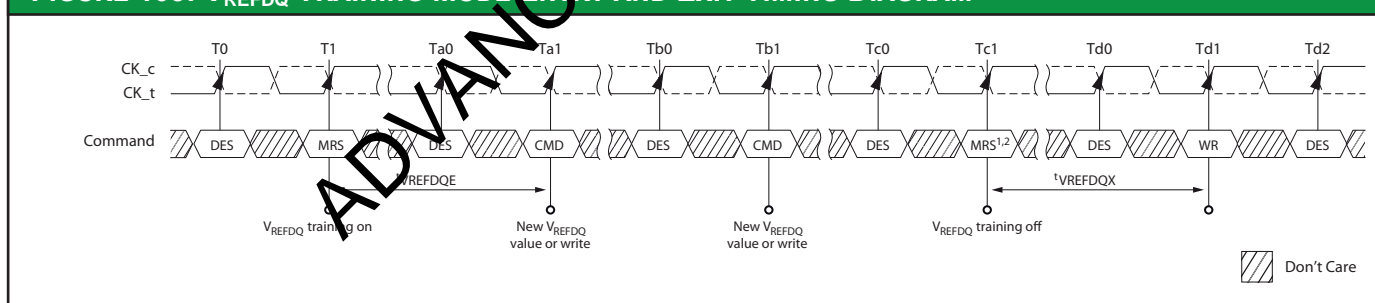 T0 T1 Ta0 Ta1 Tb0 Tb1 Tc0 Tc1 Td0 Td1 Td2
CK_c
CK_t
Command DES MRS DES CMD DES CMD DES MRS1,2 DES WR DES
VREFDQE tVREFDQX
VREFDQ training on New VREFDQ value or write New VREFDQ value or write VREFDQ training off
Don't Care
ADVANC